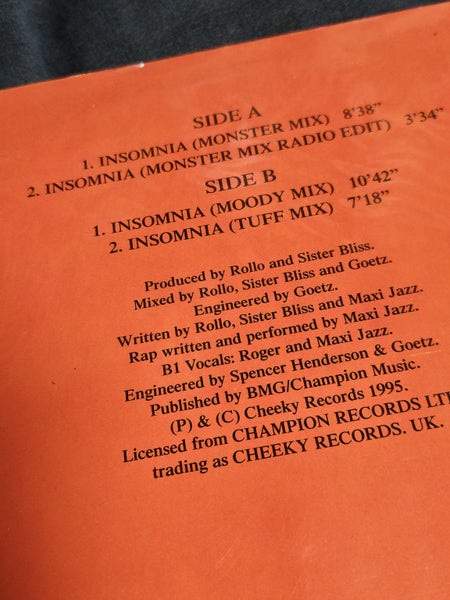 SIDE A
1. INSOMNIA (MONSTER MIX) 8'38"
2. INSOMNIA (MONSTER MIX RADIO EDIT) 3'34"
SIDE B
1. INSOMNIA (MOODY MIX) 10'42"
2. INSOMNIA (TUFF MIX) 7'18"
Produced by Rollo and Sister Bliss.
Mixed by Rollo, Sister Bliss and Goetz.
Engineered by Goetz.
Written by Rollo, Sister Bliss and Maxi Jazz.
Rap written and performed by Maxi Jazz.
B1 Vocals: Roger and Maxi Jazz.
Engineered by Spencer Henderson & Goetz.
Published by BMG/Champion Music.
(P) & (C) Cheeky Records 1995.
Licensed from CHAMPION RECORDS LT
trading as CHEEKY RECORDS. UK.